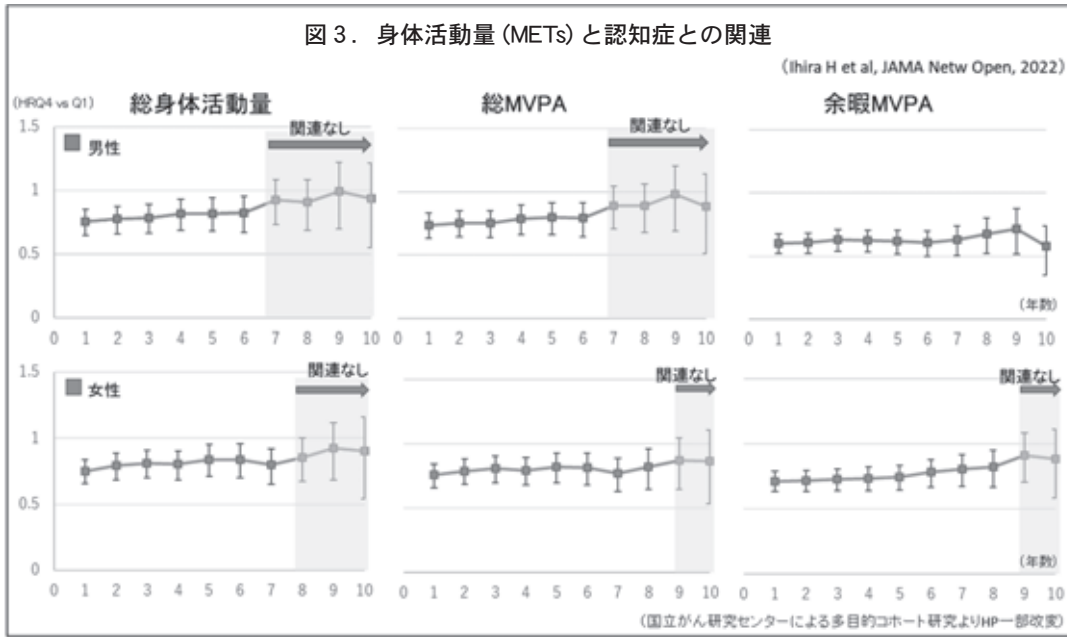 図3．身体活動量(METs)と認知症との関連
(Ihira H et al, JAMA Netw Open, 2022)
(HRQ4 vs Q1) 総身体活動量 総MVPA 余暇MVPA
1.5 関連なし 関連なし
男性
1
0.5
0 (年数)
0 1 2 3 4 5 6 7 8 9 10 0 1 2 3 4 5 6 7 8 9 10 0 1 2 3 4 5 6 7 8 9 10
1.5 関連なし 関連なし 関連なし
女性
1
0.5
0 (年数)
0 1 2 3 4 5 6 7 8 9 10 0 1 2 3 4 5 6 7 8 9 10 0 1 2 3 4 5 6 7 8 9 10
(国立がん研究センターによる多目的コホート研究よりHP一部改変)